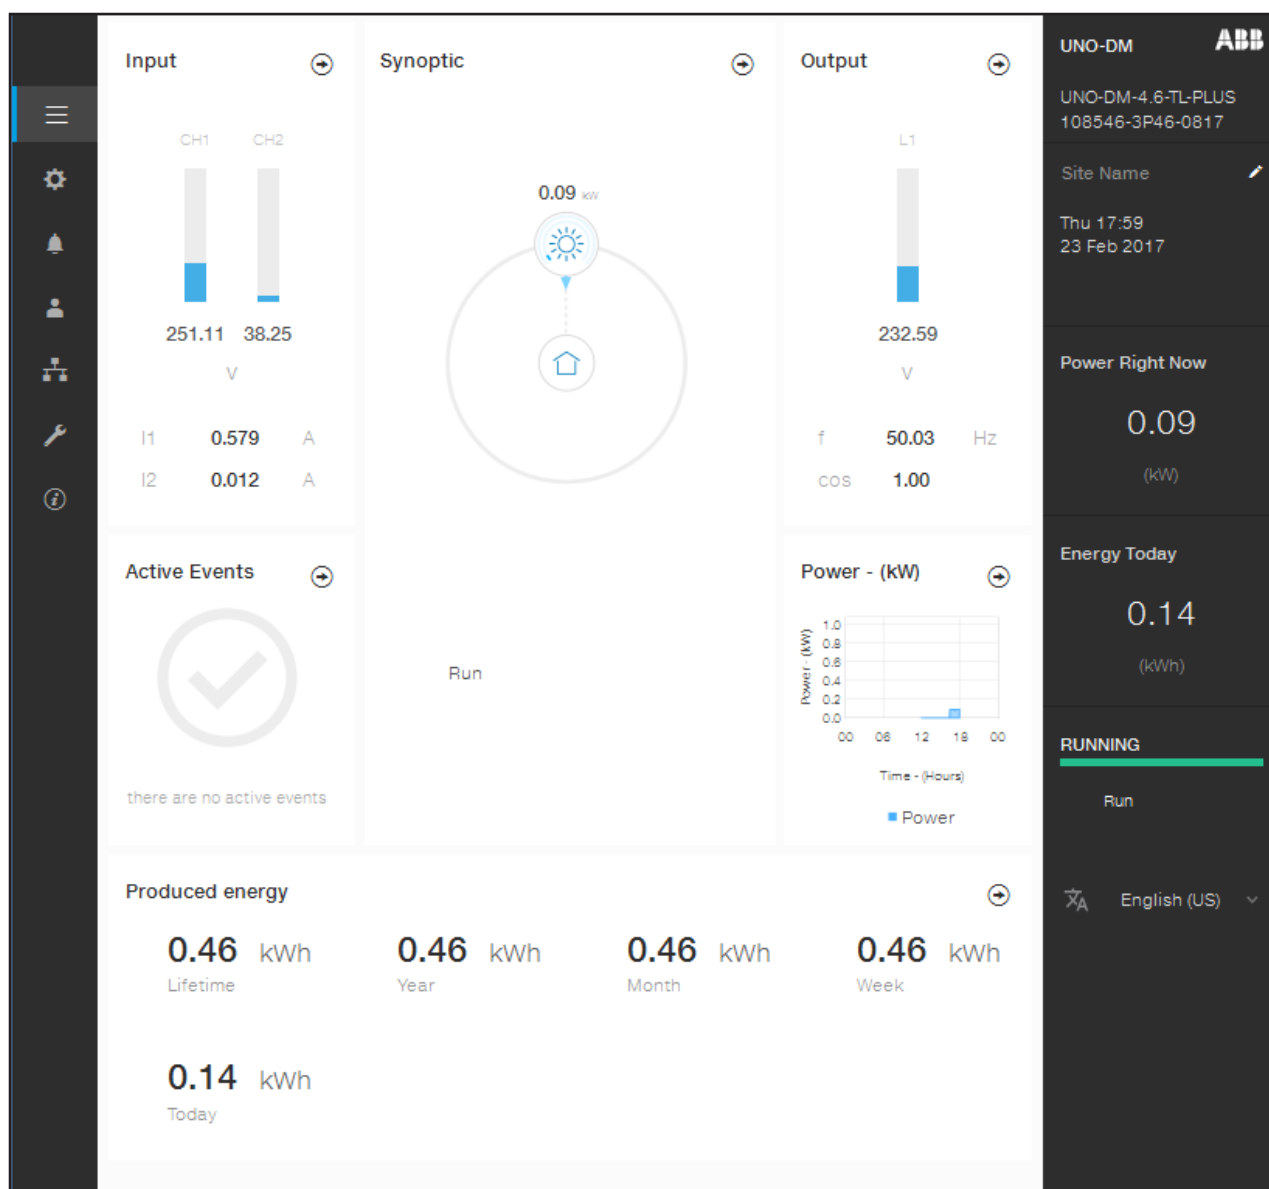 Input
CH1 CH2
251.11 38.25
V
I1 0.579 A
I2 0.012 A
Synoptic
0.09 kW
Run
Output
L1
232.59
V
f 50.03 Hz
cos 1.00
Active Events
there are no active events
Power - (kW)
Power - (kW)
1.0
0.8
0.6
0.4
0.2
0.0
00 06 12 18 00
Time - (Hours)
Power
Produced energy
0.46 kWh
Lifetime
0.46 kWh
Year
0.46 kWh
Month
0.46 kWh
Week
0.14 kWh
Today
UNO-DM ABB
UNO-DM-4.6-TL-PLUS
108546-3P46-0817
Site Name
Thu 17:59
23 Feb 2017
Power Right Now
0.09
(kW)
Energy Today
0.14
(kWh)
RUNNING
Run
English (US)